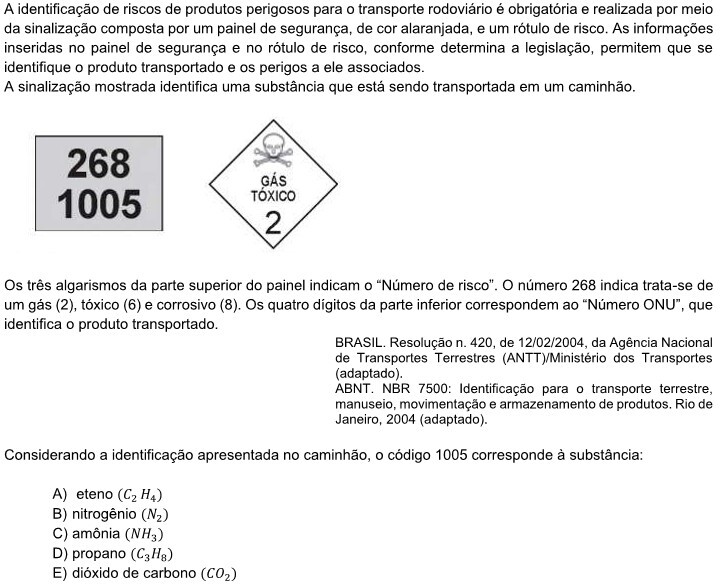 A identificação de riscos de produtos perigosos para o transporte rodoviário é obrigatória e realizada por meio
da sinalização composta por um painel de segurança, de cor alaranjada, e um rótulo de risco. As informações
inseridas no painel de segurança e no rótulo de risco, conforme determina a legislação, permitem que se
identifique o produto transportado e os perigos a ele associados.
A sinalização mostrada identifica uma substância que está sendo transportada em um caminhão.
268
1005
GÁS
TÓXICO
2
Os três algarismos da parte superior do painel indicam o “Número de risco”. O número 268 indica trata-se de
um gás (2), tóxico (6) e corrosivo (8). Os quatro dígitos da parte inferior correspondem ao “Número ONU”, que
identifica o produto transportado.
BRASIL. Resolução n. 420, de 12/02/2004, da Agência Nacional
de Transportes Terrestres (ANTT)/Ministério dos Transportes
(adaptado).
ABNT. NBR 7500: Identificação para o transporte terrestre,
manuseio, movimentação e armazenamento de produtos. Rio de
Janeiro, 2004 (adaptado).
Considerando a identificação apresentada no caminhão, o código 1005 corresponde à substância:
A) eteno (C₂ H₄)
B) nitrogênio (N₂)
C) amônia (NH₃)
D) propano (C₃H₈)
E) dióxido de carbono (CO₂)